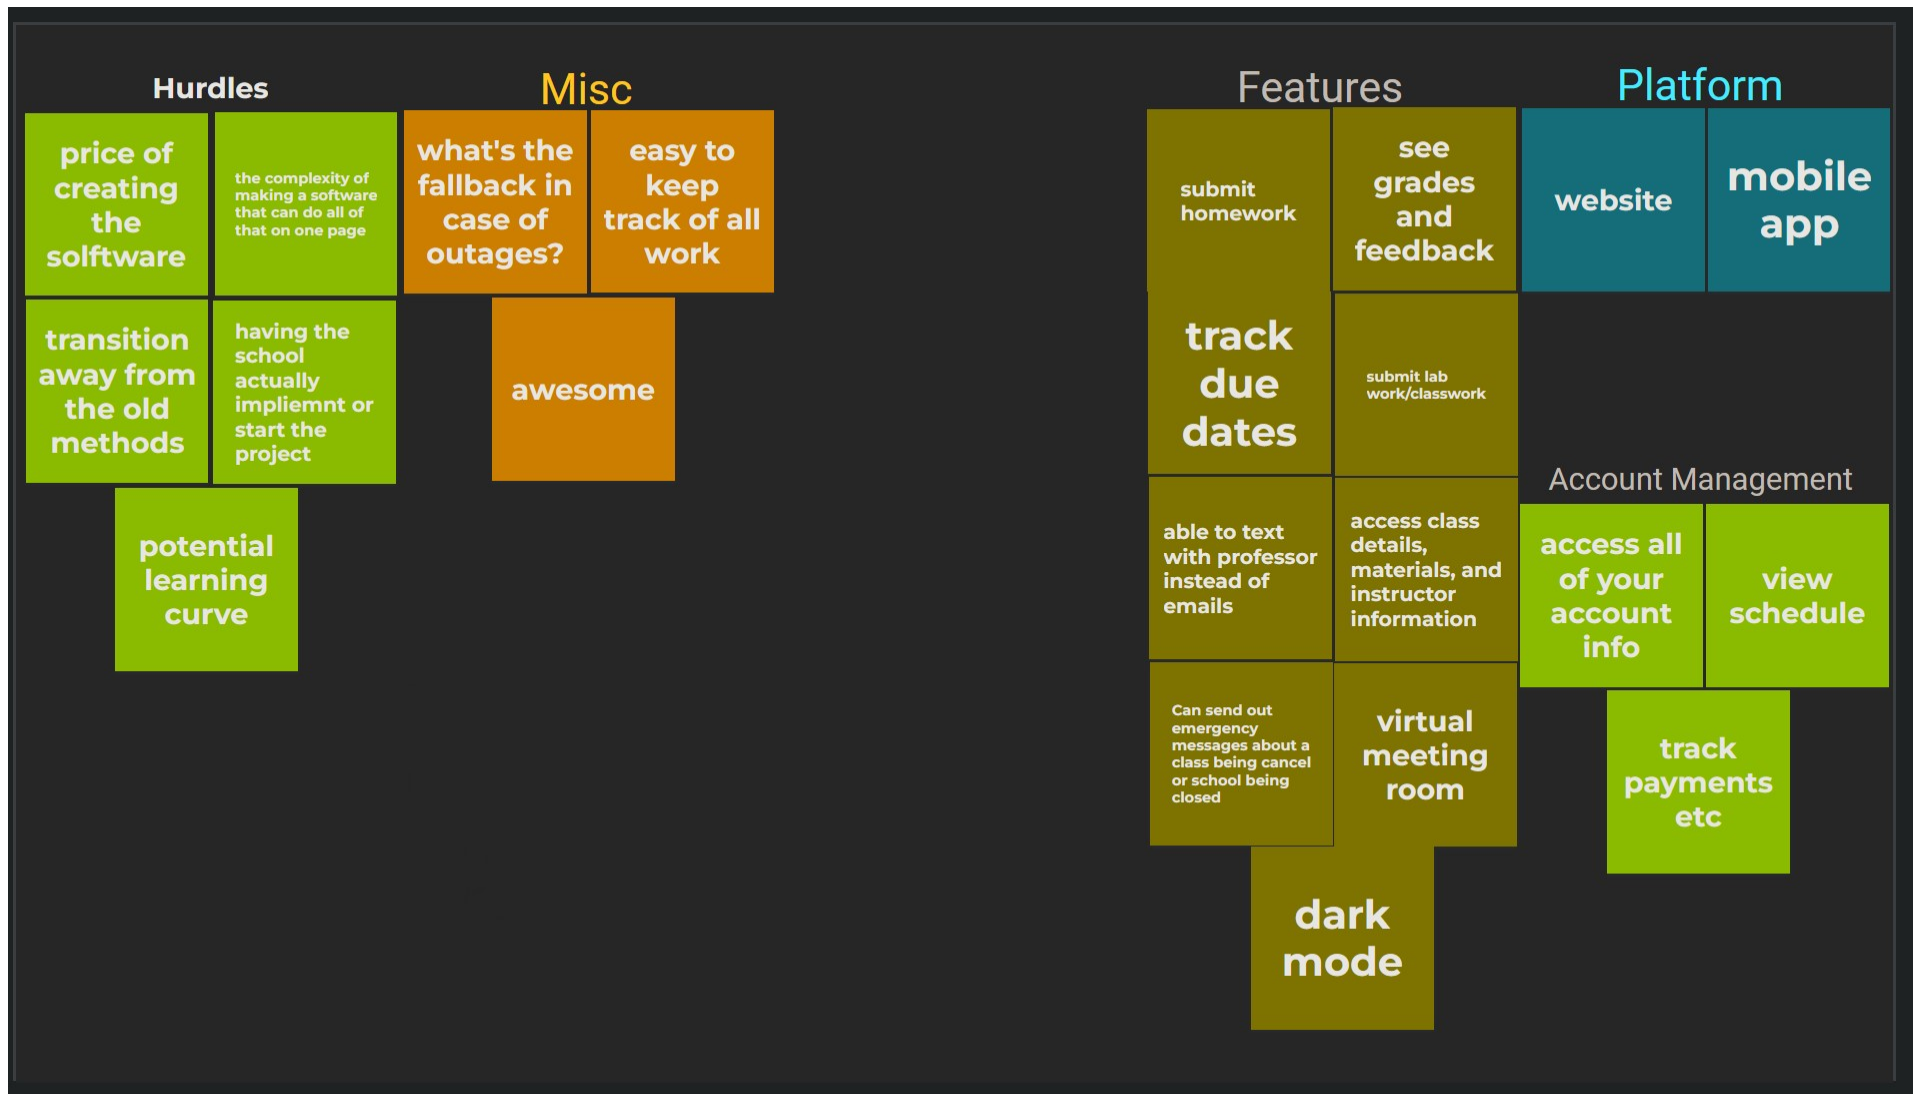 Hurdles
price of
creating
the
solftware
the complexity of
making a software
that can do all of
that on one page
transition
away from
the old
methods
having the
school
actually
impliemnt or
start the
project
potential
learning
curve
Misc
what's the
fallback in
case of
outages?
easy to
keep
track of all
work
awesome
Features
submit
homework
see
grades
and
feedback
track
due
dates
submit lab
work/classwork
able to text
with professor
instead of
emails
access class
details,
materials, and
instructor
information
Can send out
emergency
messages about a
class being cancel
or school being
closed
virtual
meeting
room
dark
mode
Platform
website
mobile
app
Account Management
access all
of your
account
info
view
schedule
track
payments
etc